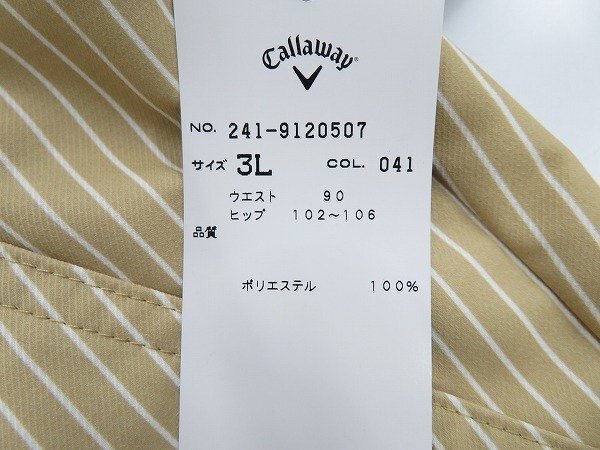 Callaway®
NO. 241-9120507
サイズ 3L COL. 041
ウエスト 90
ヒップ 102〜106
品質
ポリエステル 100%